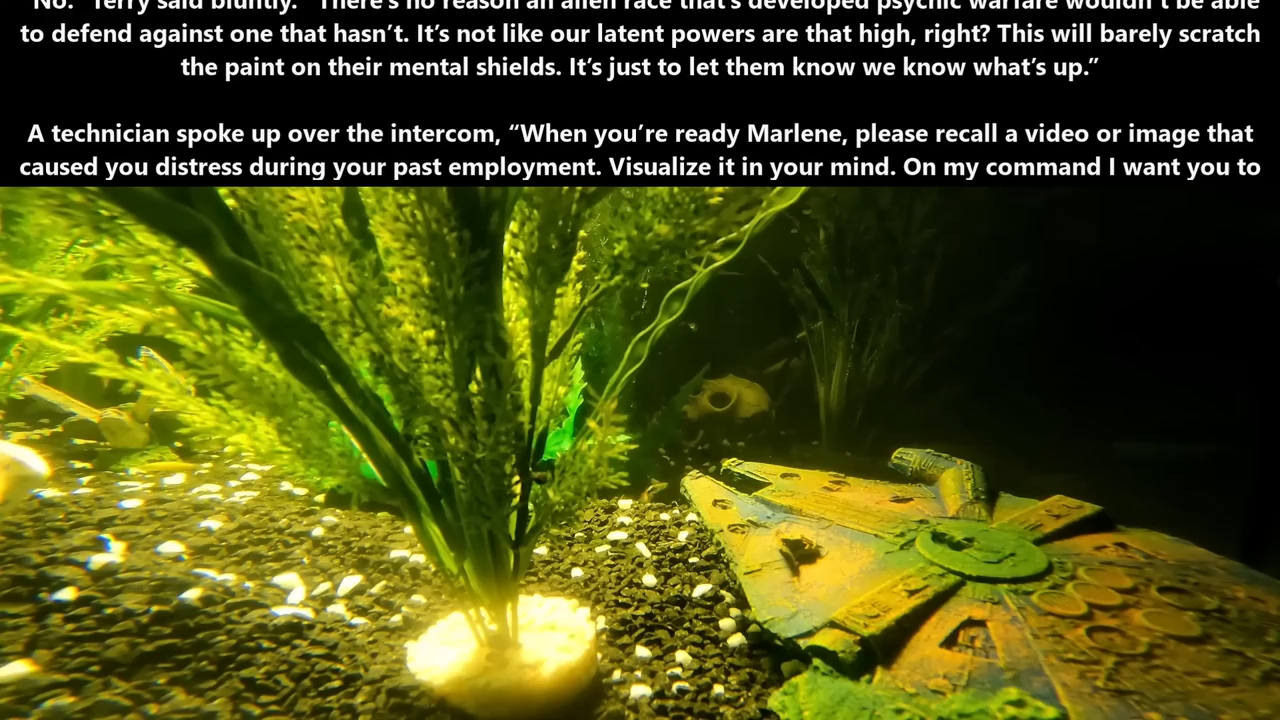 "No." Terry said bluntly. "There's no reason an alien race that's developed psychic warfare wouldn't be able
to defend against one that hasn't. It's not like our latent powers are that high, right? This will barely scratch
the paint on their mental shields. It's just to let them know we know what's up."
A technician spoke up over the intercom, "When you're ready Marlene, please recall a video or image that
caused you distress during your past employment. Visualize it in your mind. On my command I want you to